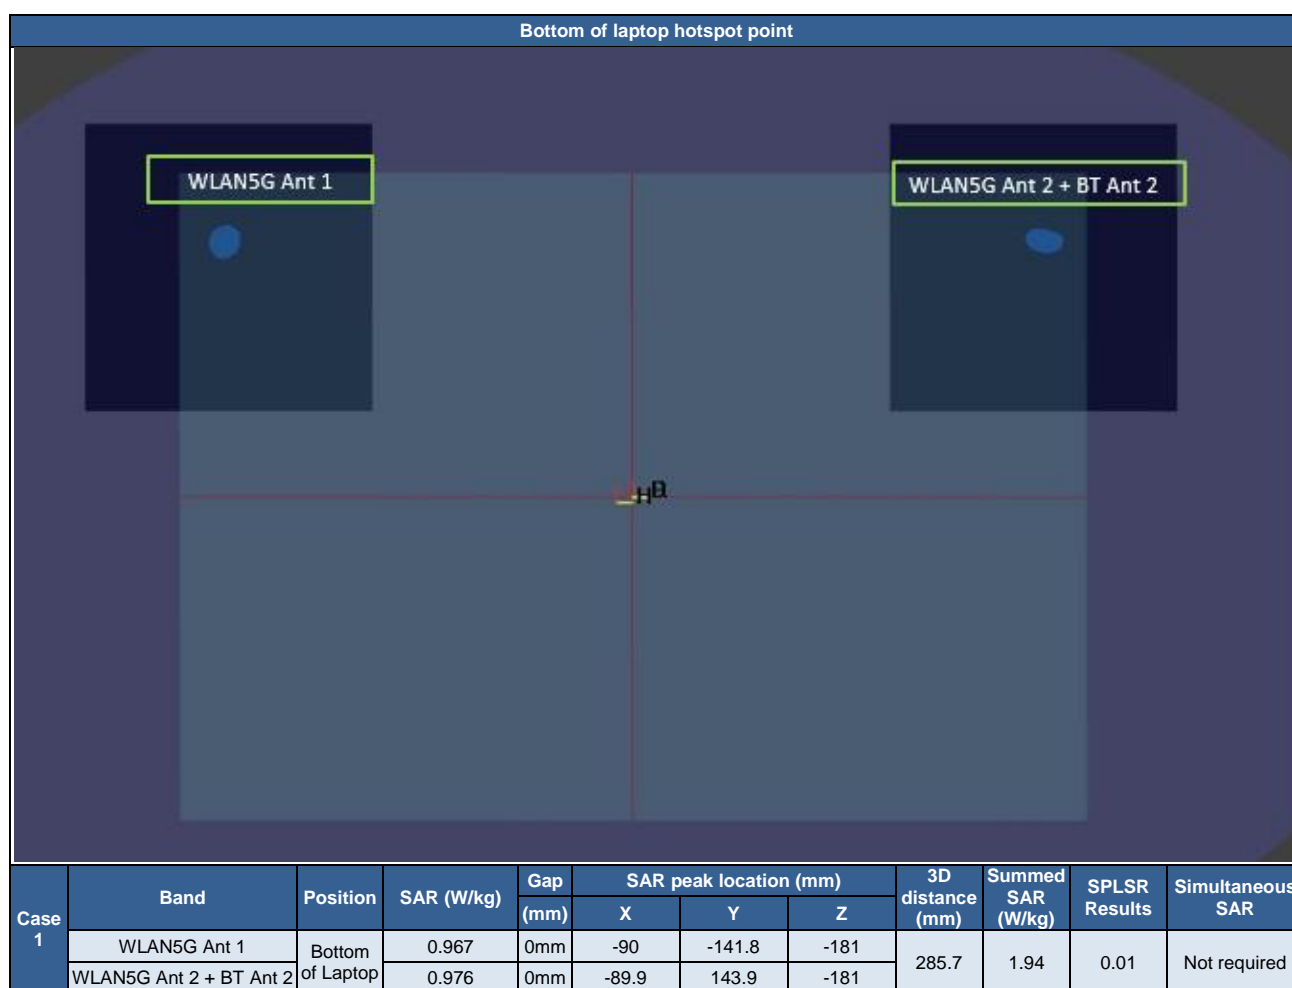 Bottom of laptop hotspot point
WLAN5G Ant 1
WLAN5G Ant 2 + BT Ant 2
Case 1 Band Position SAR (W/kg) Gap (mm) SAR peak location (mm) 3D distance (mm) Summed SAR (W/kg) SPLSR Results Simultaneous SAR
X Y Z
WLAN5G Ant 1 Bottom of Laptop 0.967 0mm -90 -141.8 -181 285.7 1.94 0.01 Not required
WLAN5G Ant 2 + BT Ant 2 0.976 0mm -89.9 143.9 -181